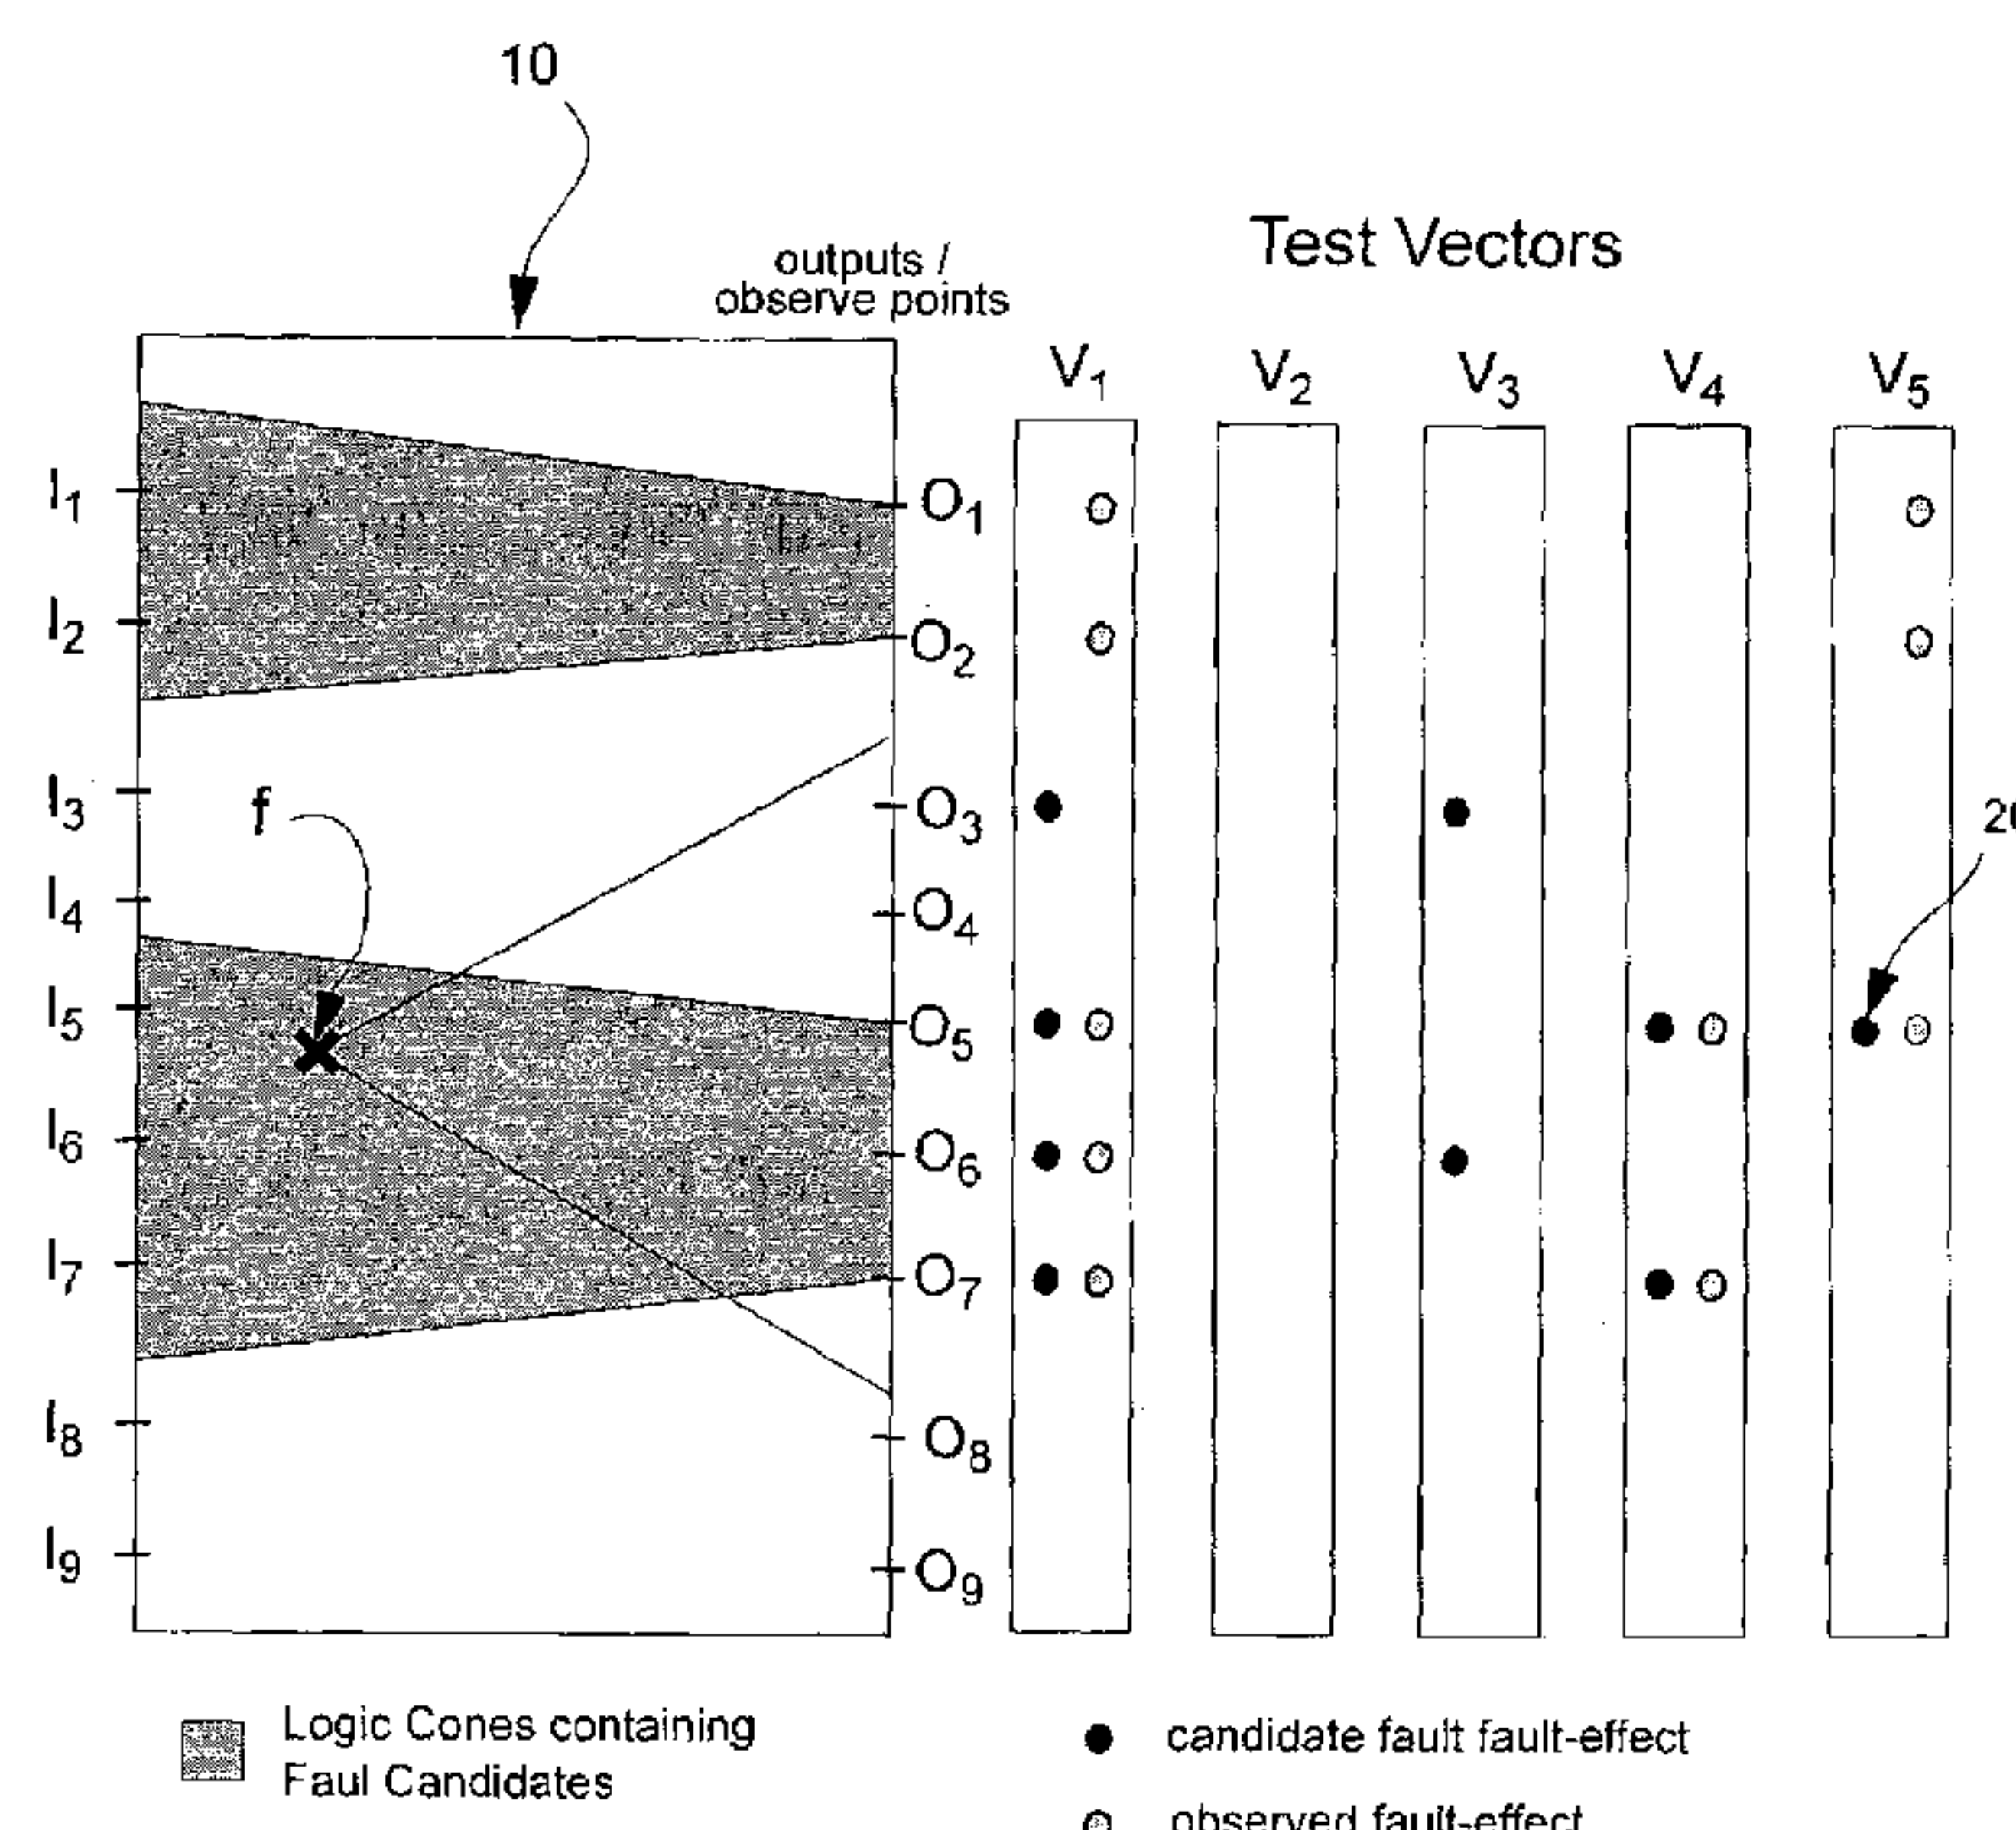 10
outputs /
observe points
Test Vectors
V1 V2 V3 V4 V5
I1 O1
I2 O2
I3 O3
f
I4 O4
I5 O5
I6 O6
I7 O7
I8 O8
I9 O9
Logic Cones containing
Faul Candidates
candidate fault fault-effect
observed fault-effect